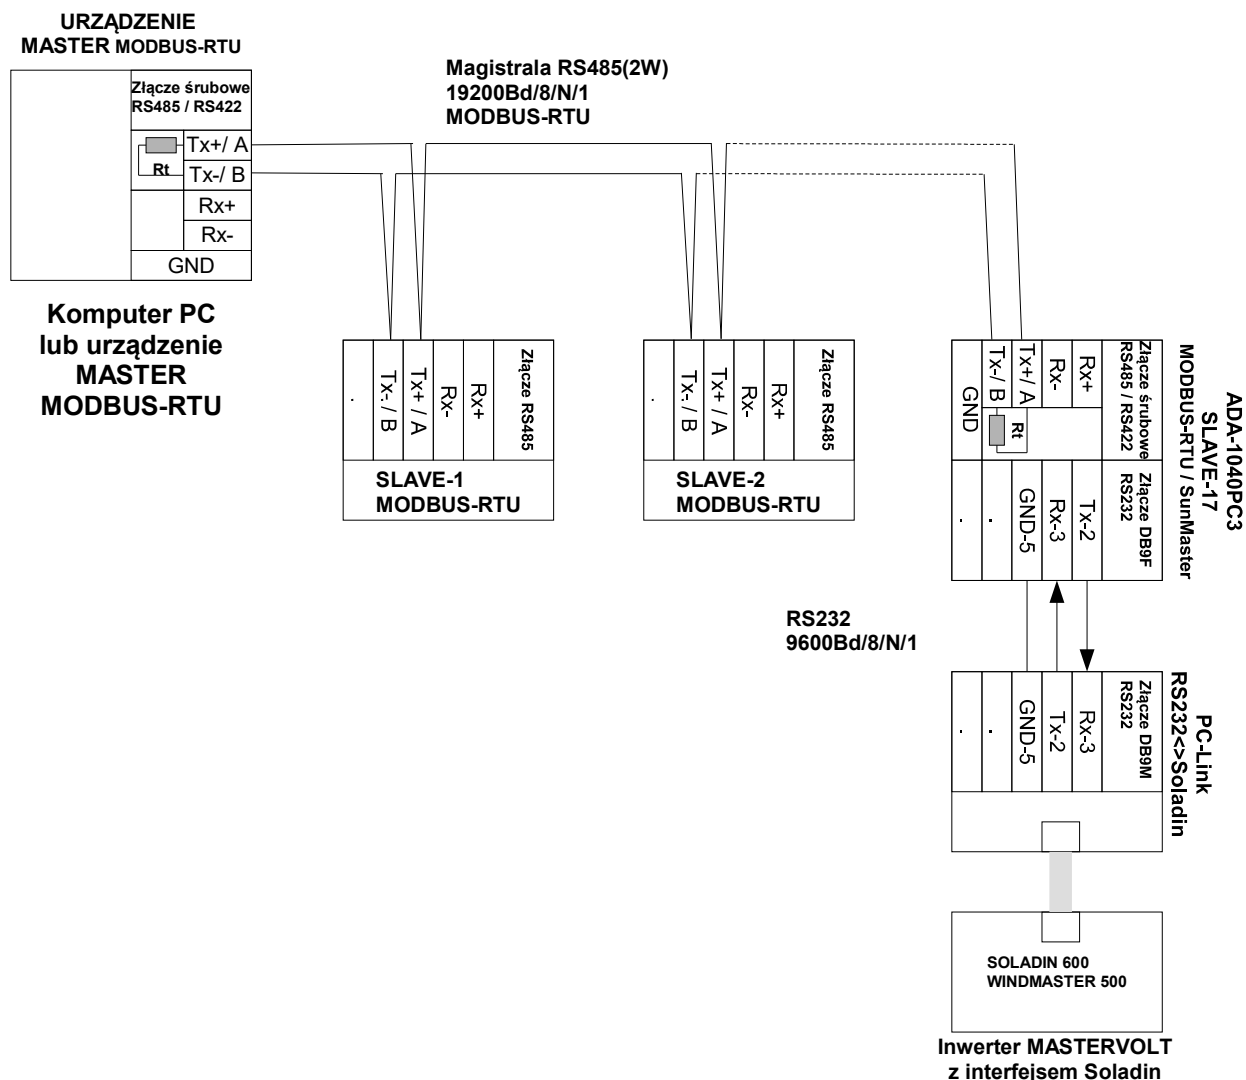 URZĄDZENIE
MASTER MODBUS-RTU
Złącze śrubowe
RS485 / RS422
Tx+/ A
Rt
Tx-/ B
Rx+
Rx-
GND
Komputer PC
lub urządzenie
MASTER
MODBUS-RTU
Magistrala RS485(2W)
19200Bd/8/N/1
MODBUS-RTU
.
Tx-. / B
Tx+ / A
Rx-
Rx+
Złącze RS485
SLAVE-1
MODBUS-RTU
.
Tx-. / B
Tx+ / A
Rx-
Rx+
Złącze RS485
SLAVE-2
MODBUS-RTU
GND
Tx-/ B
Tx+/ A
Rx-
Rx+
Złącze śrubowe
RS485 / RS422
Rt
.
.
GND-5
Rx-3
Tx-2
Złącze DB9F
RS232
ADA-1040PC3
SLAVE-17
MODBUS-RTU / SunMaster
RS232
9600Bd/8/N/1
.
.
GND-5
Tx-2
Rx-3
Złącze DB9M
RS232
PC-Link
RS232<>Soladin
SOLADIN 600
WINDMASTER 500
Inwerter MASTERVOLT
z interfejsem Soladin